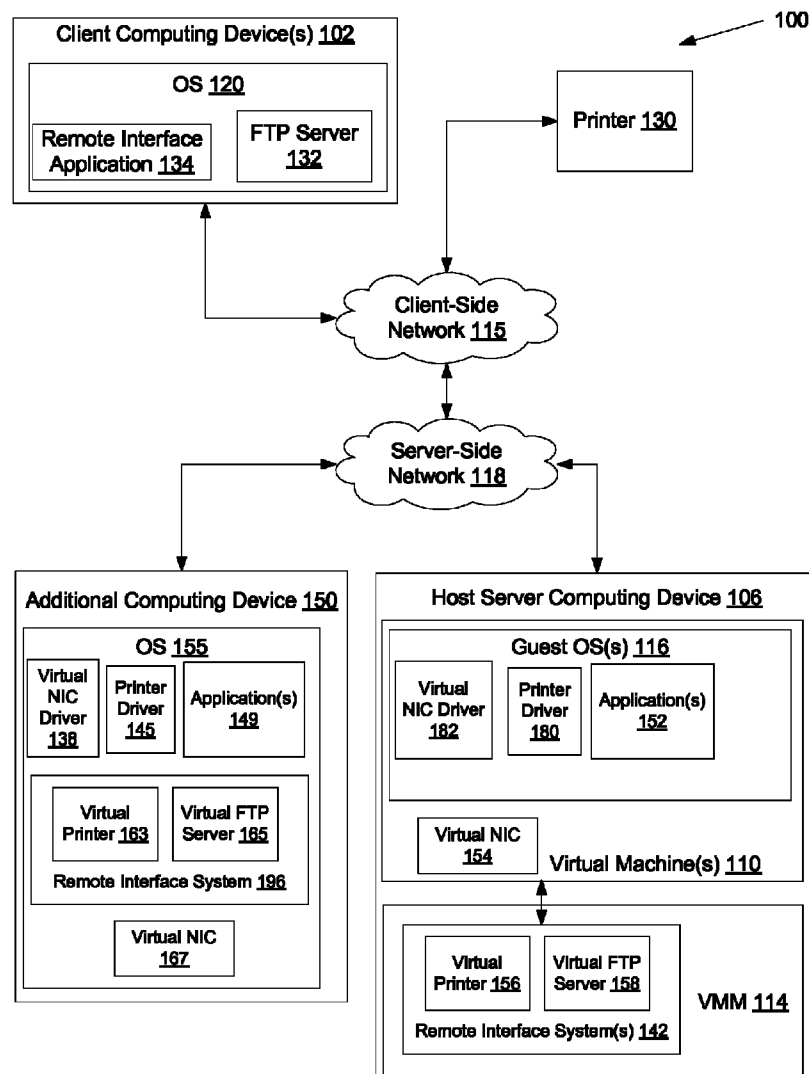 100
Client Computing Device(s) 102
OS 120
Remote Interface
Application 134
FTP Server
132
Printer 130
Client-Side
Network 115
Server-Side
Network 118
Additional Computing Device 150
OS 155
Virtual
NIC
Driver
138
Printer
Driver
145
Application(s)
149
Virtual
Printer 163
Virtual FTP
Server 165
Remote Interface System 196
Virtual NIC
167
Host Server Computing Device 106
Guest OS(s) 116
Virtual
NIC Driver
182
Printer
Driver
180
Application(s)
152
Virtual NIC
154
Virtual Machine(s) 110
Virtual
Printer 156
Virtual FTP
Server 158
Remote Interface System(s) 142
VMM 114